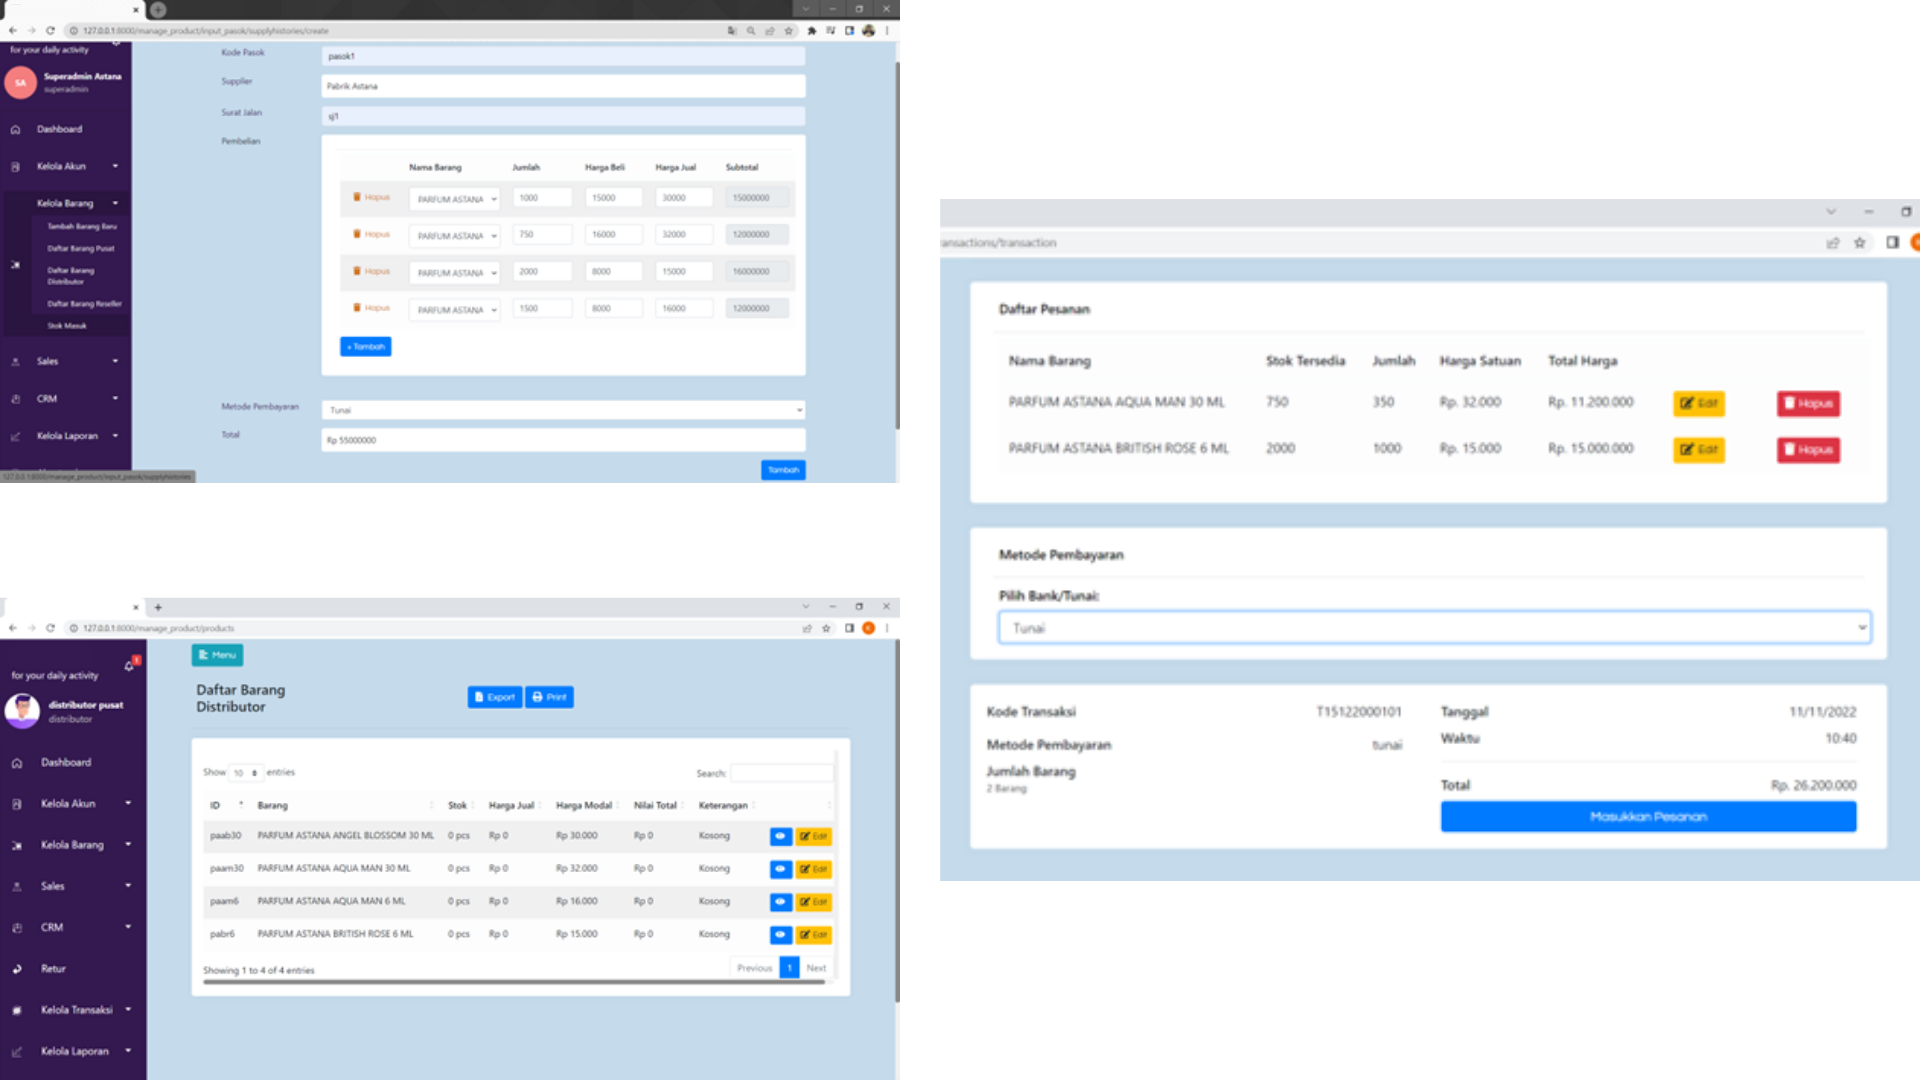 127.0.0.1:8000/manage_product/input_pasok/supplyhistories/create
for your daily activity
SA
Superadmin Astana
superadmin
Dashboard
Kelola Akun
Kelola Barang
Tambah Barang Baru
Daftar Barang Pusat
Daftar Barang
Distributor
Daftar Barang Reseller
Stok Masuk
Sales
CRM
Kelola Laporan
127.0.0.1:8000/manage_product/input_pasok/supplyhistories
Kode Pasok
pasok1
Supplier
Pabrik Astana
Surat Jalan
sj1
Pembelian
Nama Barang Jumlah Harga Beli Harga Jual Subtotal
Hapus PARFUM ASTANA 1000 15000 30000 15000000
Hapus PARFUM ASTANA 750 16000 32000 12000000
Hapus PARFUM ASTANA 2000 8000 15000 16000000
Hapus PARFUM ASTANA 1500 8000 16000 12000000
+ Tambah
Metode Pembayaran
Tunai
Total
Rp 55000000
Tambah
127.0.0.1:8000/manage_product/products
for your daily activity
distributor pusat
distributor
Dashboard
Kelola Akun
Kelola Barang
Sales
CRM
Retur
Kelola Transaksi
Kelola Laporan
Menu
Daftar Barang
Distributor
Export Print
Show 10 entries Search:
ID Barang Stok Harga Jual Harga Modal Nilai Total Keterangan
paab30 PARFUM ASTANA ANGEL BLOSSOM 30 ML 0 pcs Rp 0 Rp 30.000 Rp 0 Kosong Edit
paam30 PARFUM ASTANA AQUA MAN 30 ML 0 pcs Rp 0 Rp 32.000 Rp 0 Kosong Edit
paam6 PARFUM ASTANA AQUA MAN 6 ML 0 pcs Rp 0 Rp 16.000 Rp 0 Kosong Edit
pabr6 PARFUM ASTANA BRITISH ROSE 6 ML 0 pcs Rp 0 Rp 15.000 Rp 0 Kosong Edit
Showing 1 to 4 of 4 entries Previous 1 Next
ansactions/transaction
Daftar Pesanan
Nama Barang Stok Tersedia Jumlah Harga Satuan Total Harga
PARFUM ASTANA AQUA MAN 30 ML 750 350 Rp. 32.000 Rp. 11.200.000 Edit Hapus
PARFUM ASTANA BRITISH ROSE 6 ML 2000 1000 Rp. 15.000 Rp. 15.000.000 Edit Hapus
Metode Pembayaran
Pilih Bank/Tunai:
Tunai
Kode Transaksi T15122000101
Metode Pembayaran tunai
Jumlah Barang
2 Barang
Tanggal 11/11/2022
Waktu 10:40
Total Rp. 26.200.000
Masukkan Pesanan